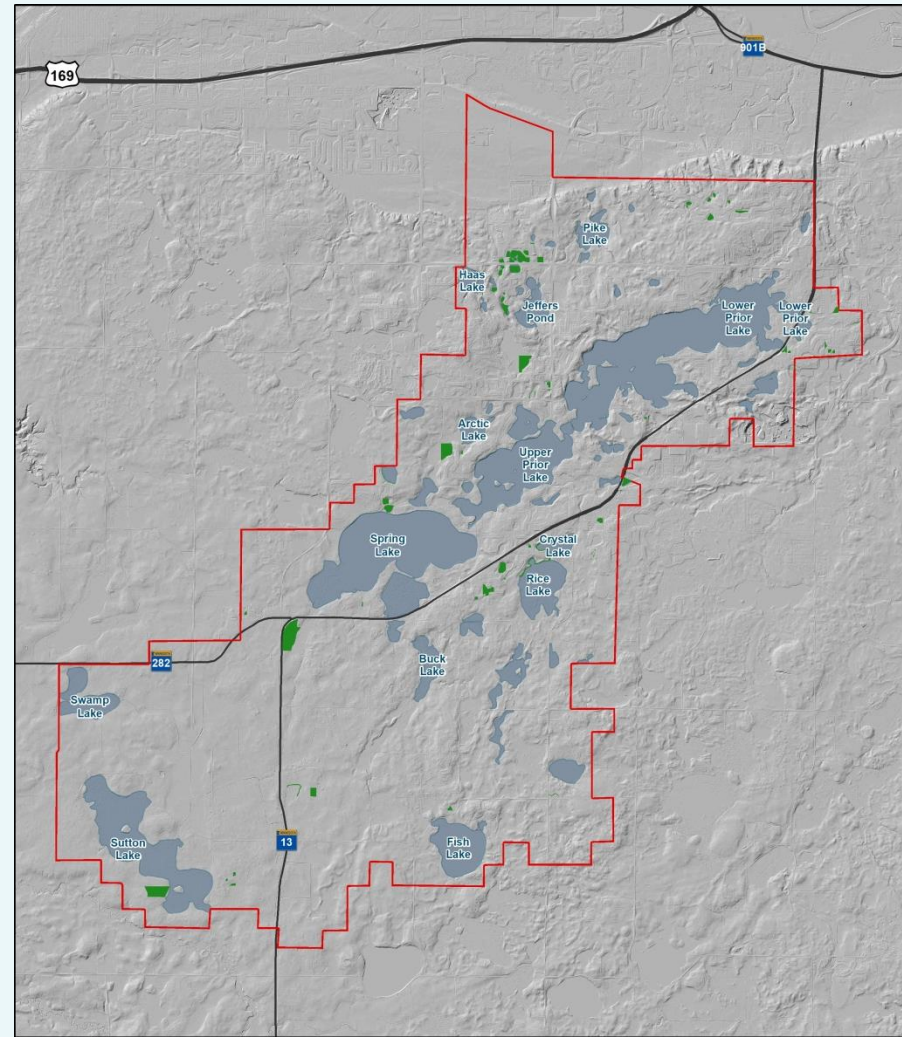 901B
169
Pike
Lake
Haas
Lake
Jeffers
Pond
Lower
Prior
Lake
Lower
Prior
Lake
Arctic
Lake
Upper
Prior
Lake
Spring
Lake
Crystal
Lake
Rice
Lake
Buck
Lake
282
Swamp
Lake
Sutton
Lake
13
Fish
Lake